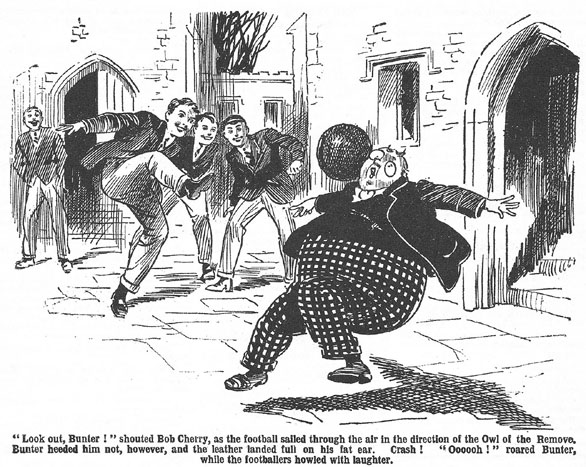 "Look out, Bunter!" shouted Bob Cherry, as the football sailed through the air in the direction of the Owl of the Remove.
Bunter heeded him not, however, and the leather landed full on his fat ear. Crash! "Oooooh!" roared Bunter,
while the footballers howled with laughter.